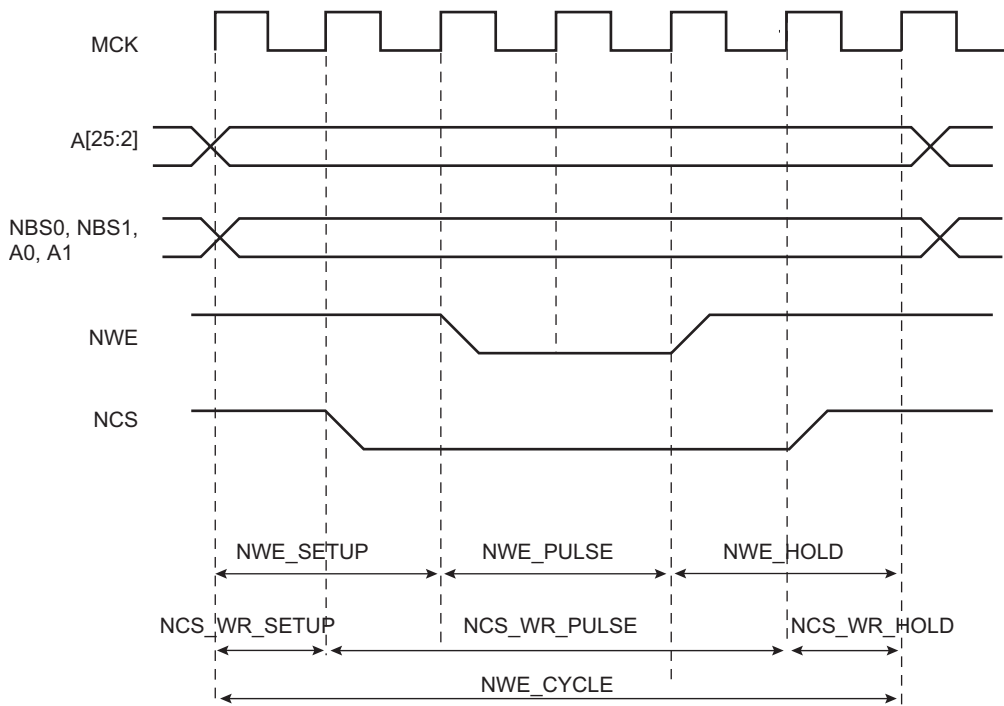 MCK
A[25:2]
NBS0, NBS1,
A0, A1
NWE
NCS
NWE_SETUP NWE_PULSE NWE_HOLD
NCS_WR_SETUP NCS_WR_PULSE NCS_WR_HOLD
NWE_CYCLE